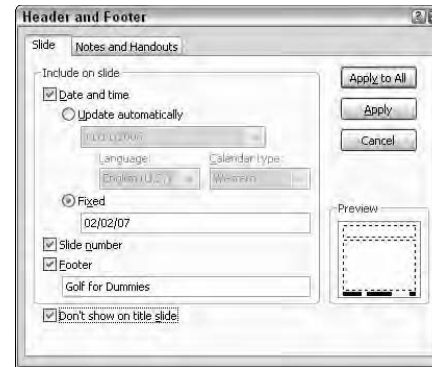 Header and Footer
Slide
Notes and Handouts
Include on slide
Date and time
Update automatically
Language:
Calendar type:
English (U.S.)
Western
Fixed
02/02/07
Slide number
Footer
Golf for Dummies
Don't show on title slide
Apply to All
Apply
Cancel
Preview